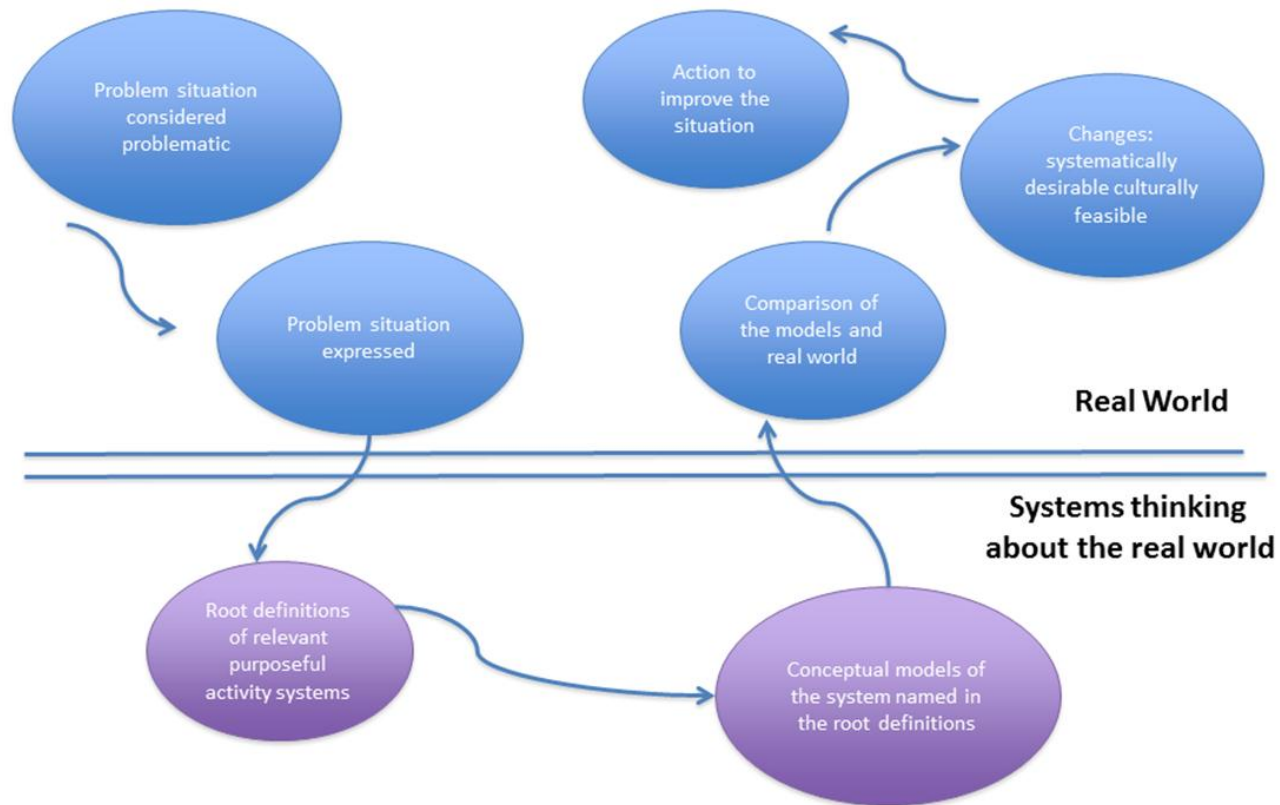 Problem situation
considered
problematic
Action to
improve the
situation
Changes:
systematically
desirable culturally
feasible
Problem situation
expressed
Comparison of
the models and
real world
Real World
Systems thinking
about the real world
Root definitions
of relevant
purposeful
activity systems
Conceptual models of
the system named in
the root definitions